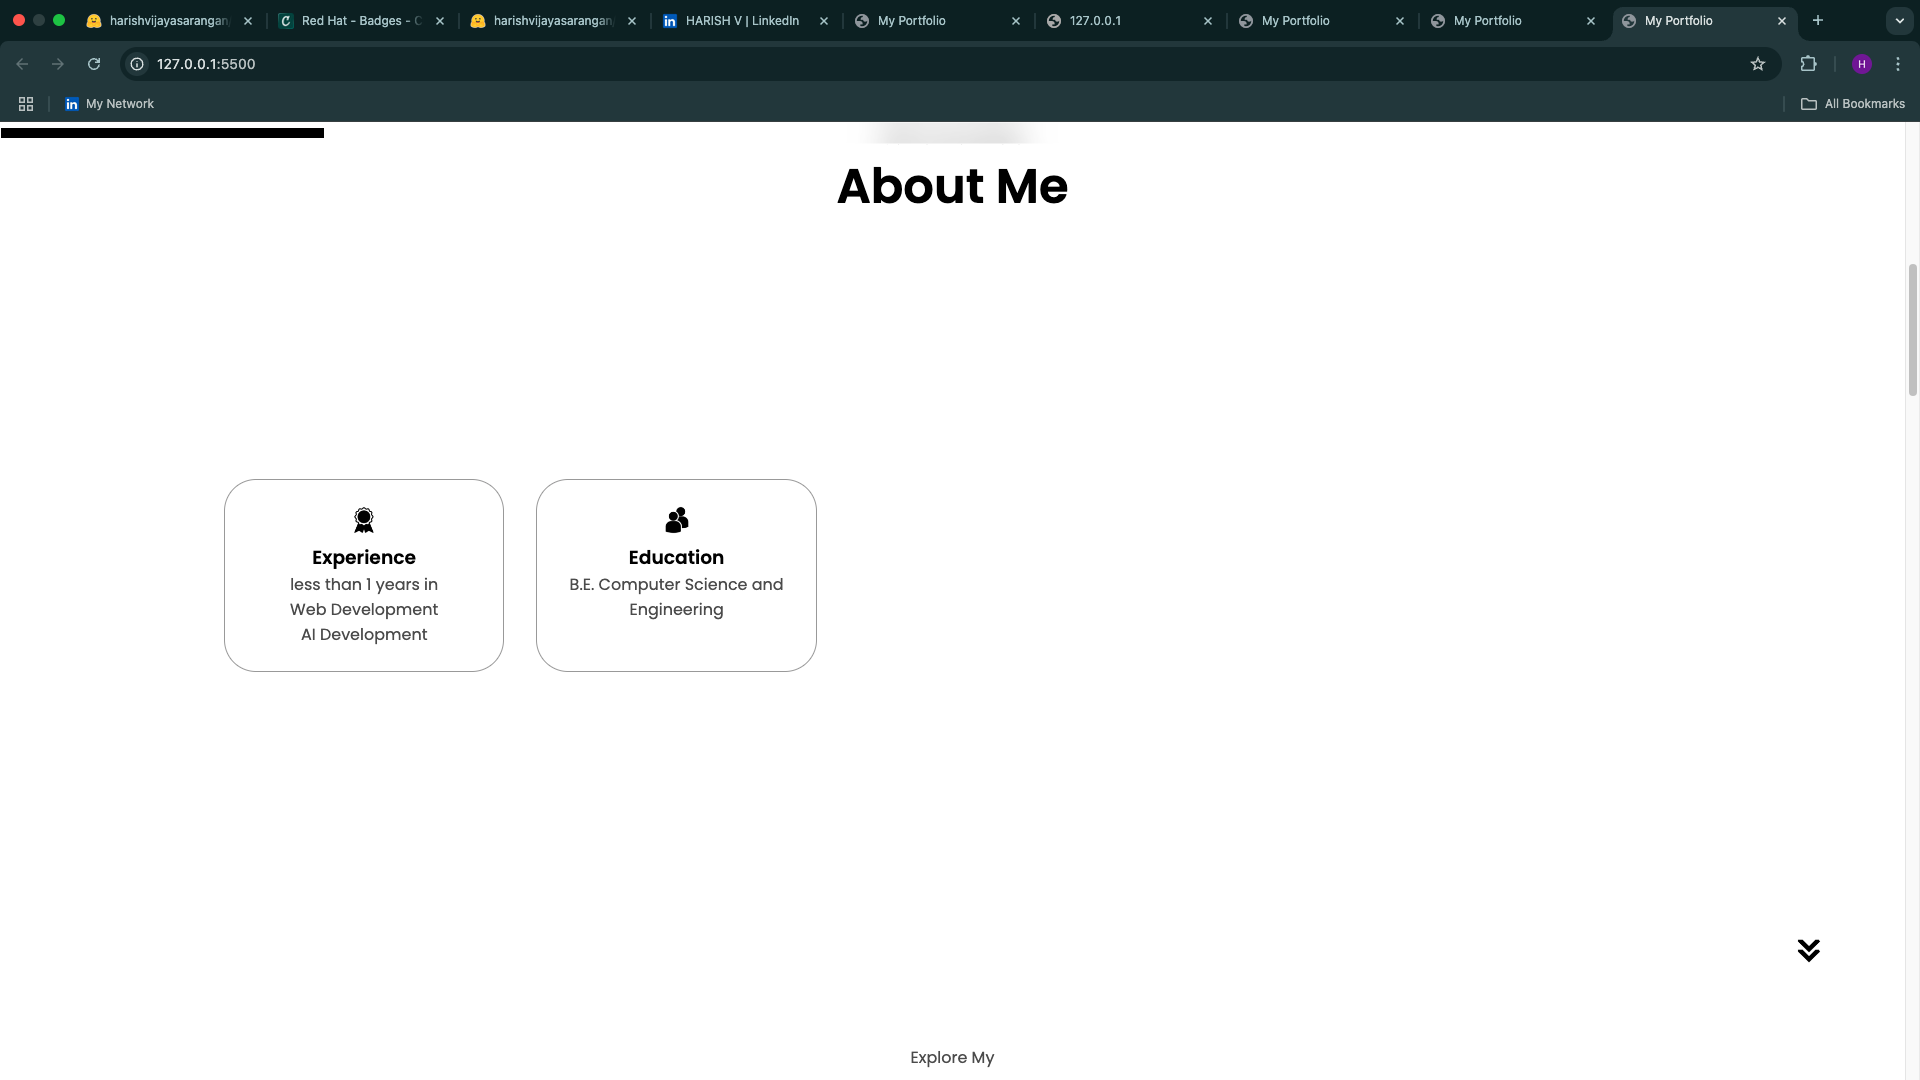 harishvijayasarangan
Red Hat - Badges - C
harishvijayasarangan
HARISH V | LinkedIn
My Portfolio
127.0.0.1
My Portfolio
My Portfolio
My Portfolio
127.0.0.1:5500
H
My Network
All Bookmarks
About Me
Experience
less than 1 years in
Web Development
AI Development
Education
B.E. Computer Science and
Engineering
Explore My